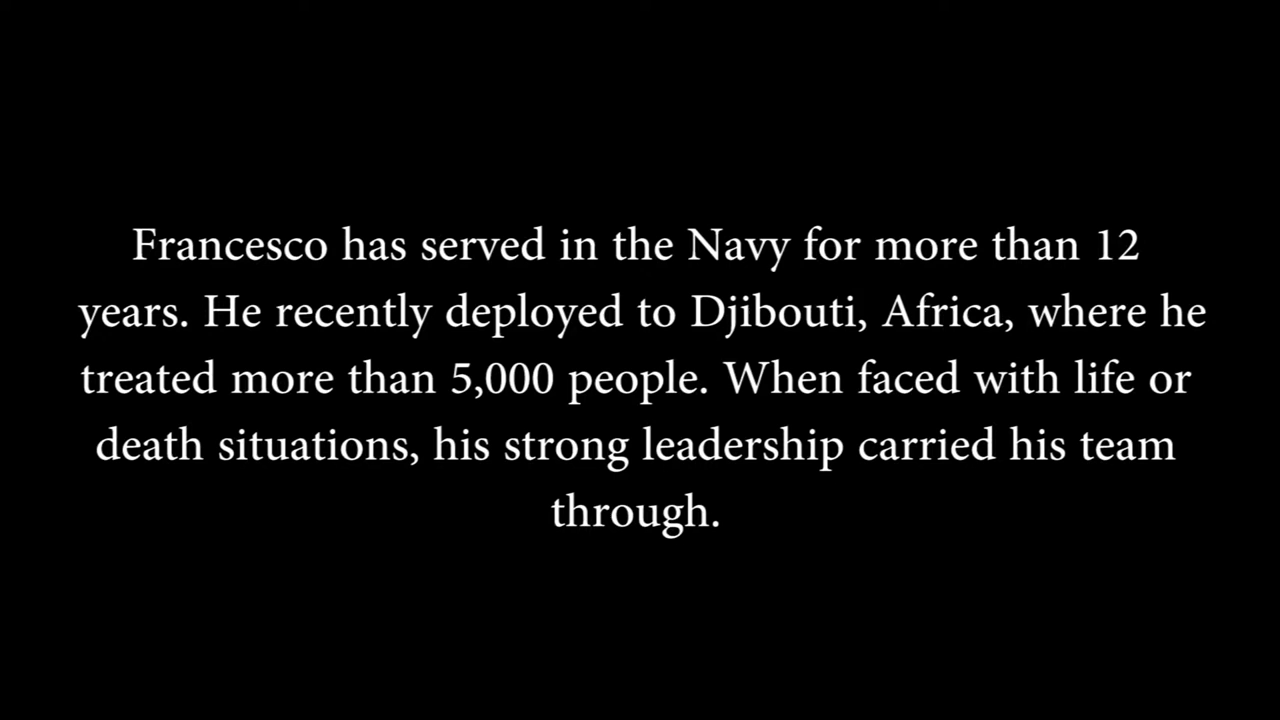 Francesco has served in the Navy for more than 12
years. He recently deployed to Djibouti, Africa, where he
treated more than 5,000 people. When faced with life or
death situations, his strong leadership carried his team
through.